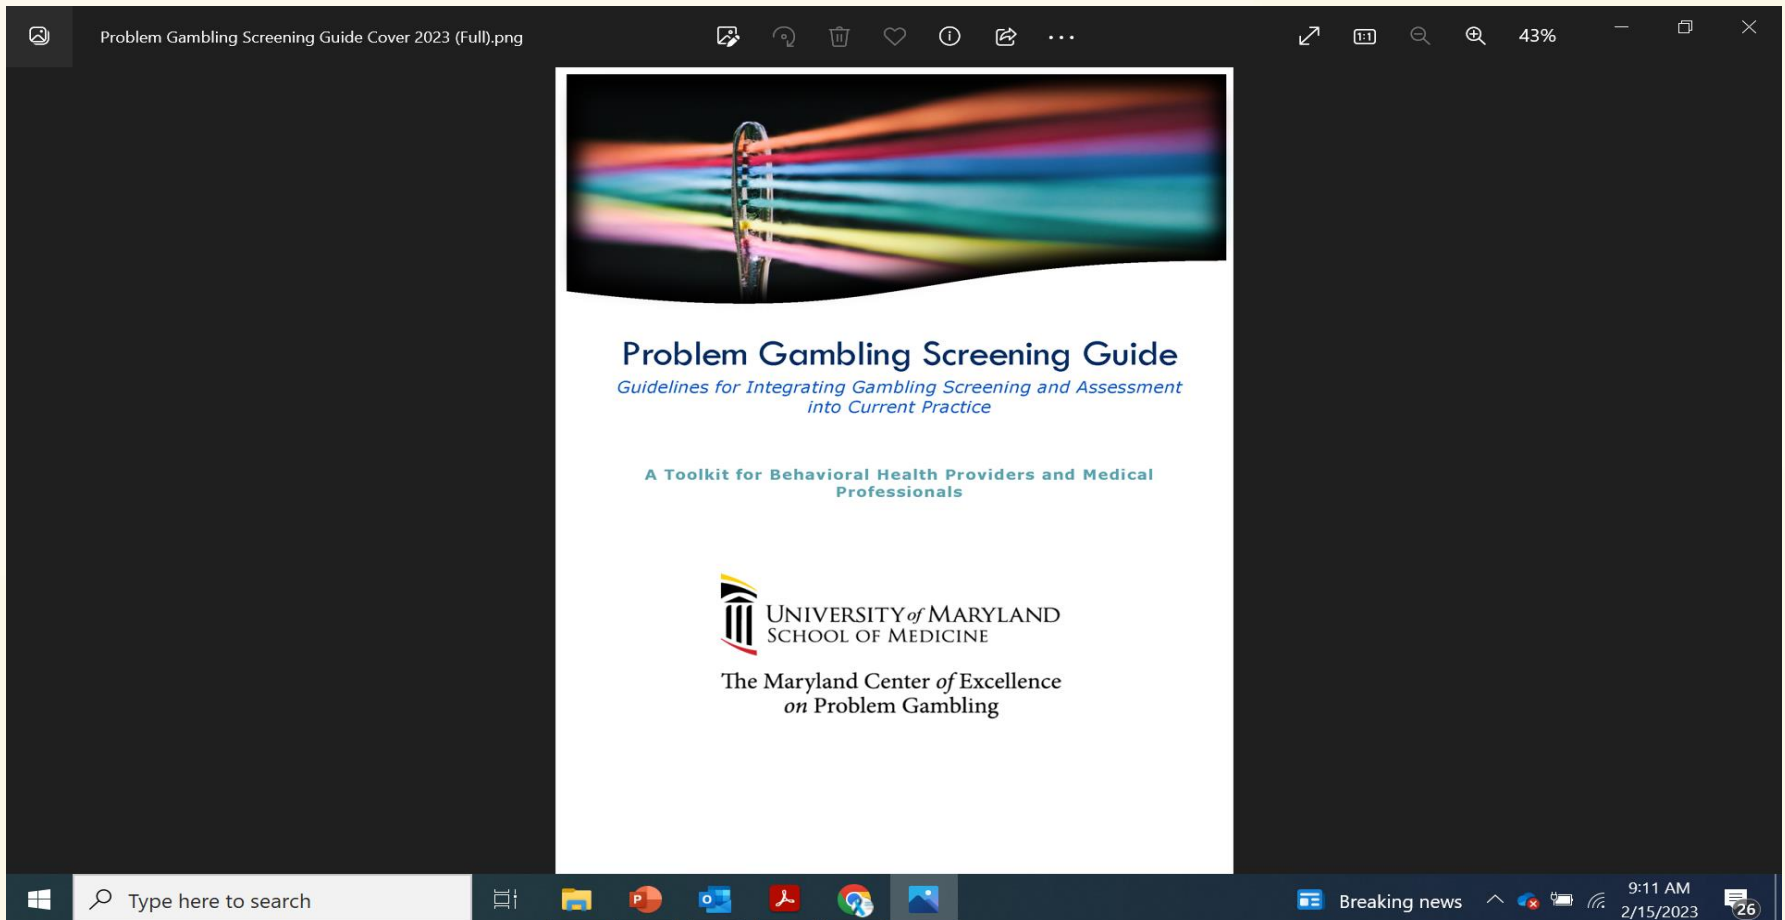 Problem Gambling Screening Guide Cover 2023 (Full).png
43%
Problem Gambling Screening Guide
Guidelines for Integrating Gambling Screening and Assessment
into Current Practice
A Toolkit for Behavioral Health Providers and Medical
Professionals
UNIVERSITY of MARYLAND
SCHOOL OF MEDICINE
The Maryland Center of Excellence
on Problem Gambling
Type here to search
Breaking news
9:11 AM
2/15/2023
26